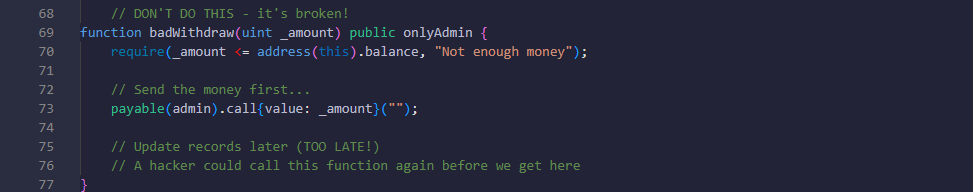 68 // DON'T DO THIS - it's broken!
69 function badWithdraw(uint _amount) public onlyAdmin {
70 require(_amount <= address(this).balance, "Not enough money");
71
72 // Send the money first...
73 payable(admin).call{value: _amount}("");
74
75 // Update records later (TOO LATE!)
76 // A hacker could call this function again before we get here
77 }